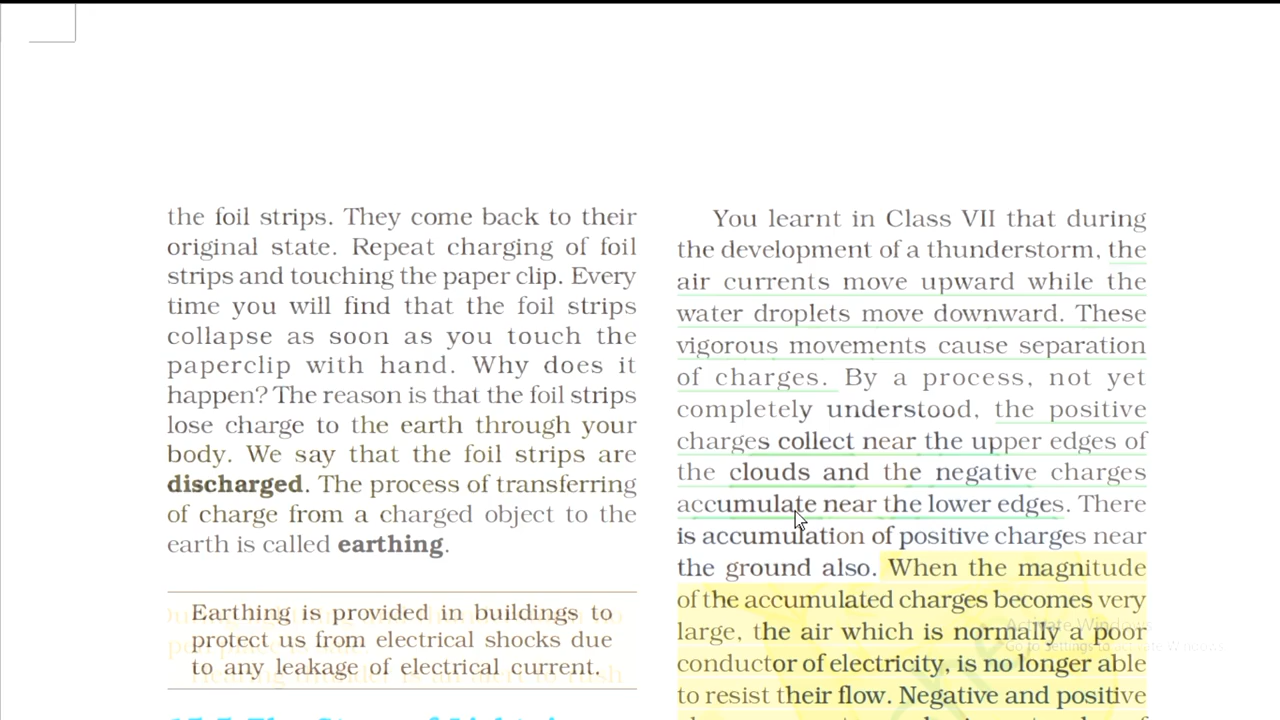 the foil strips. They come back to their
original state. Repeat charging of foil
strips and touching the paper clip. Every
time you will find that the foil strips
collapse as soon as you touch the
paperclip with hand. Why does it
happen? The reason is that the foil strips
lose charge to the earth through your
body. We say that the foil strips are
discharged. The process of transferring
of charge from a charged object to the
earth is called earthing.
Earthing is provided in buildings to
protect us from electrical shocks due
to any leakage of electrical current.
You learnt in Class VII that during
the development of a thunderstorm, the
air currents move upward while the
water droplets move downward. These
vigorous movements cause separation
of charges. By a process, not yet
completely understood, the positive
charges collect near the upper edges of
the clouds and the negative charges
accumulate near the lower edges. There
is accumulation of positive charges near
the ground also. When the magnitude
of the accumulated charges becomes very
large, the air which is normally a poor
conductor of electricity, is no longer able
to resist their flow. Negative and positive
Activate Windows
Go to Settings to activate Windows.